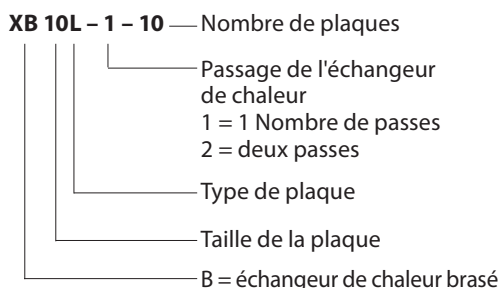 XB 10L – 1 – 10 Nombre de plaques
Passage de l'échangeur
de chaleur
1 = 1 Nombre de passes
2 = deux passes
Type de plaque
Taille de la plaque
B = échangeur de chaleur brasé